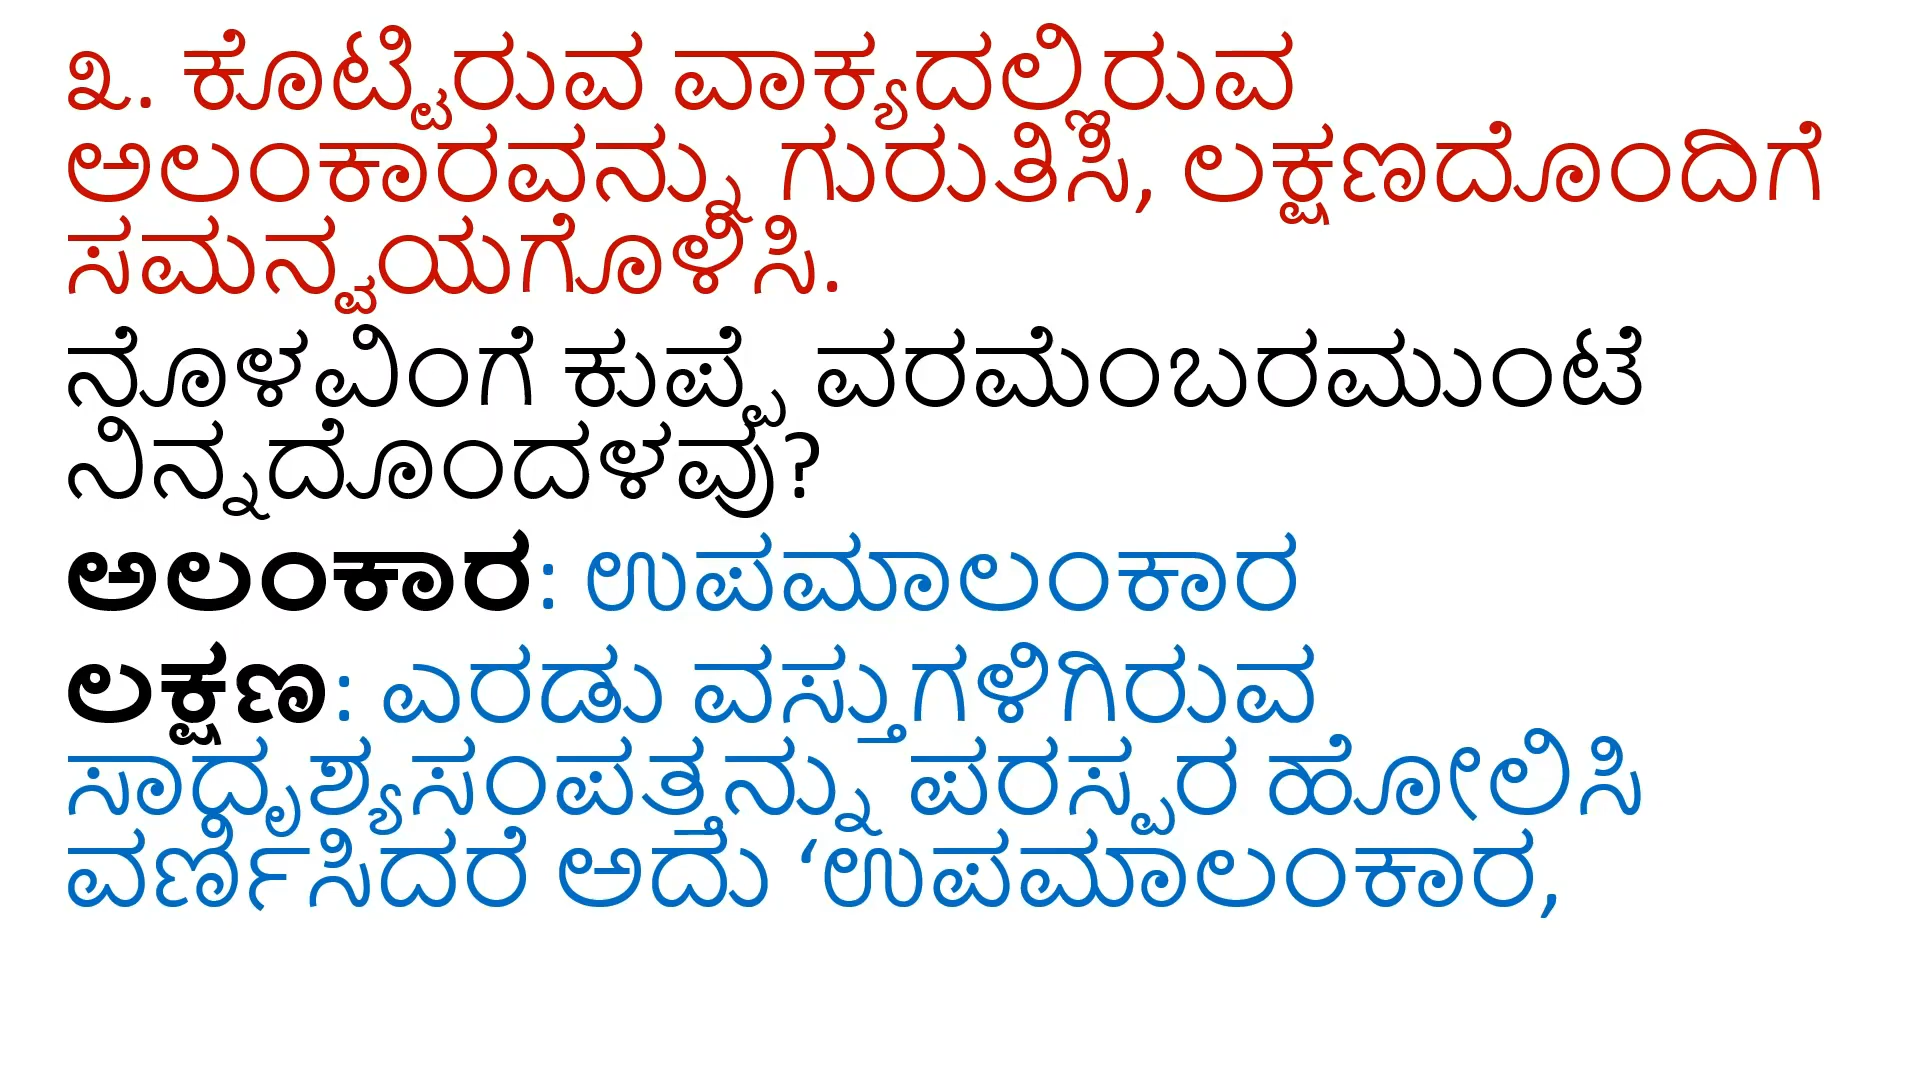 ೩. ಕೊಟ್ಟಿರುವ ವಾಕ್ಯದಲ್ಲಿರುವ
ಅಲಂಕಾರವನ್ನು ಗುರುತಿಸಿ, ಲಕ್ಷಣದೊಂದಿಗೆ
ಸಮನ್ವಯಗೊಳಿಸಿ.
ನೊಳವಿಂಗೆ ಕುಪ್ಪೆ ವರಮೆಂಬರಮುಂಟೆ
ನಿನ್ನದೊಂದಳವು?
ಅಲಂಕಾರ: ಉಪಮಾಲಂಕಾರ
ಲಕ್ಷಣ: ಎರಡು ವಸ್ತುಗಳಿಗಿರುವ
ಸಾದೃಶ್ಯಸಂಪತ್ತನ್ನು ಪರಸ್ಪರ ಹೋಲಿಸಿ
ವರ್ಣಿಸಿದರೆ ಅದು ‘ಉಪಮಾಲಂಕಾರ,